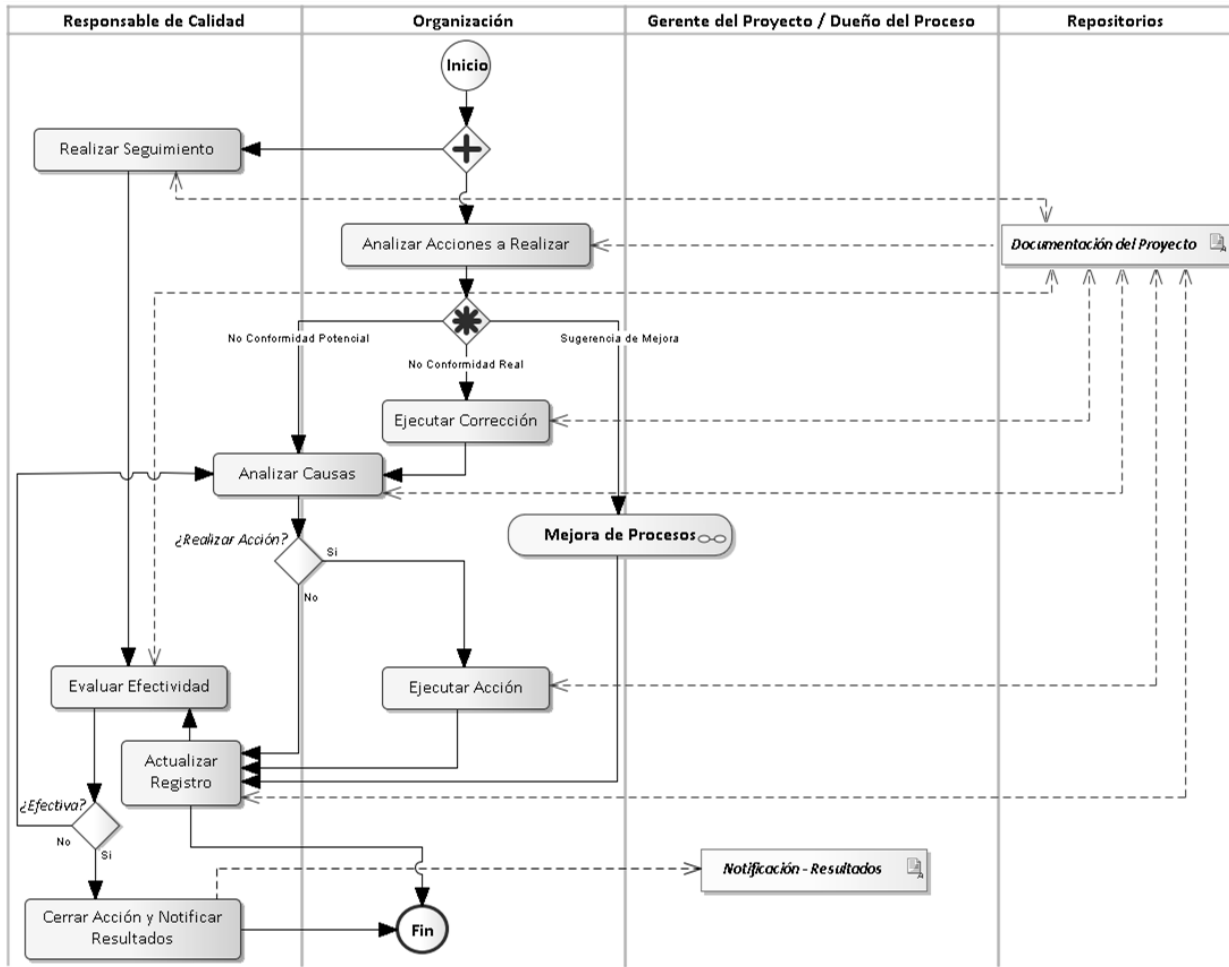 Responsable de Calidad
Organización
Gerente del Proyecto / Dueño del Proceso
Repositorios
Inicio
Realizar Seguimiento
Analizar Acciones a Realizar
Documentación del Proyecto
No Conformidad Potencial
Sugerencia de Mejora
No Conformidad Real
Ejecutar Corrección
Analizar Causas
¿Realizar Acción?
Si
Mejora de Procesos
No
Evaluar Efectividad
Ejecutar Acción
Actualizar
Registro
¿Efectiva?
No
Si
Notificación - Resultados
Cerrar Acción y Notificar
Resultados
Fin